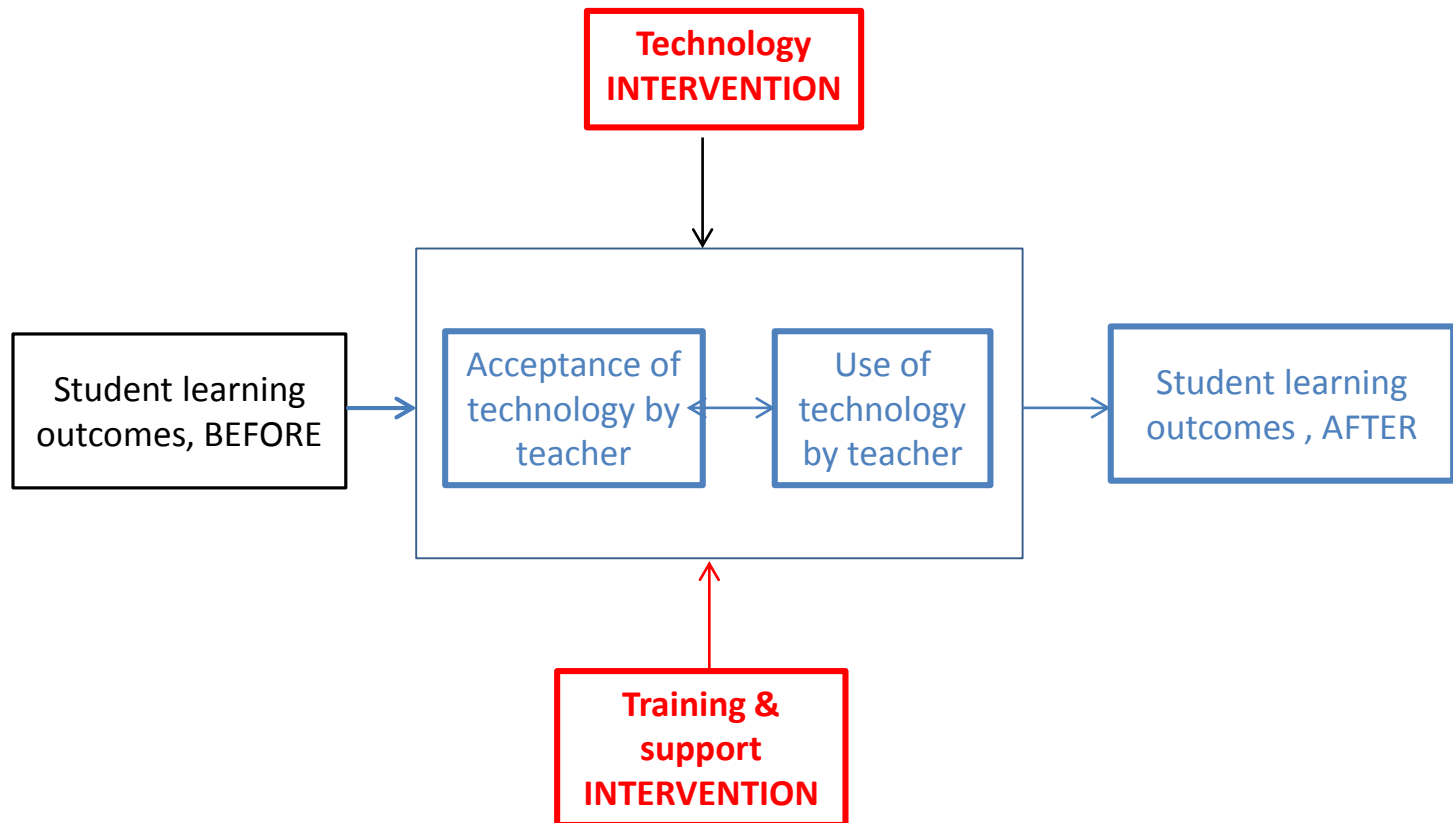 Technology
INTERVENTION
Student learning
outcomes, BEFORE
Acceptance of
technology by
teacher
Use of
technology
by teacher
Student learning
outcomes , AFTER
Training &
support
INTERVENTION